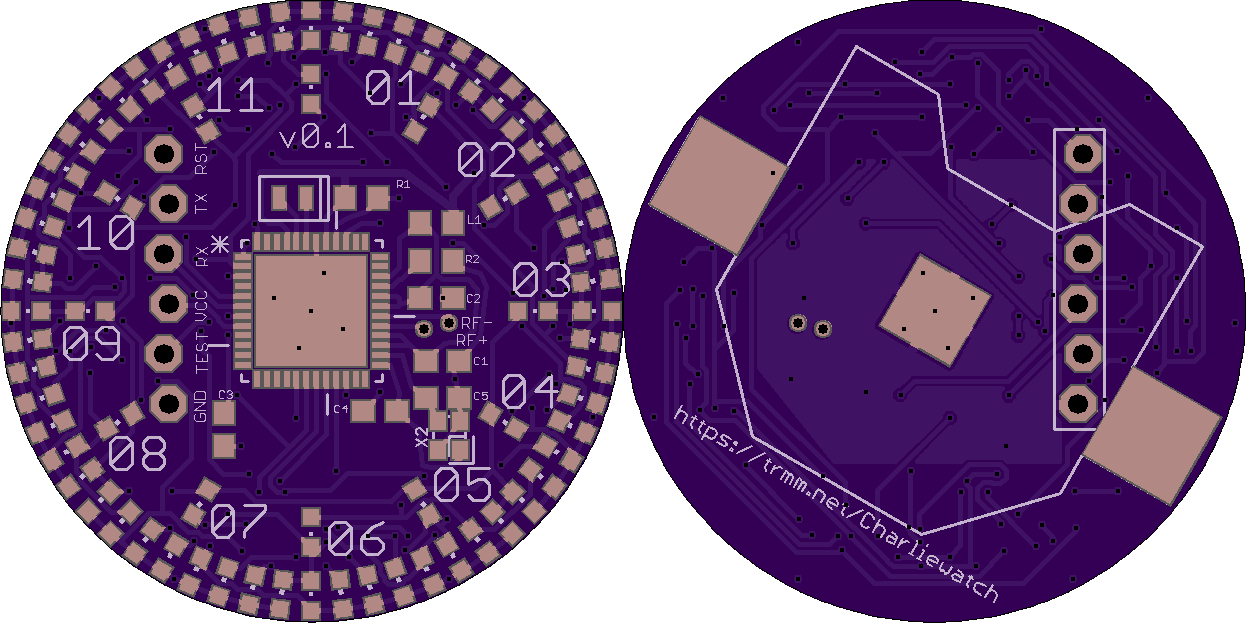 11
01
v0.1
02
RST
R1
TX
10
L1
*
RX
R2
03
VCC
C2
RF-
RF+
09
TEST
C1
04
GND
C3
C4
C5
X2
08
05
07
06
https://trmm.net/Charliewatch